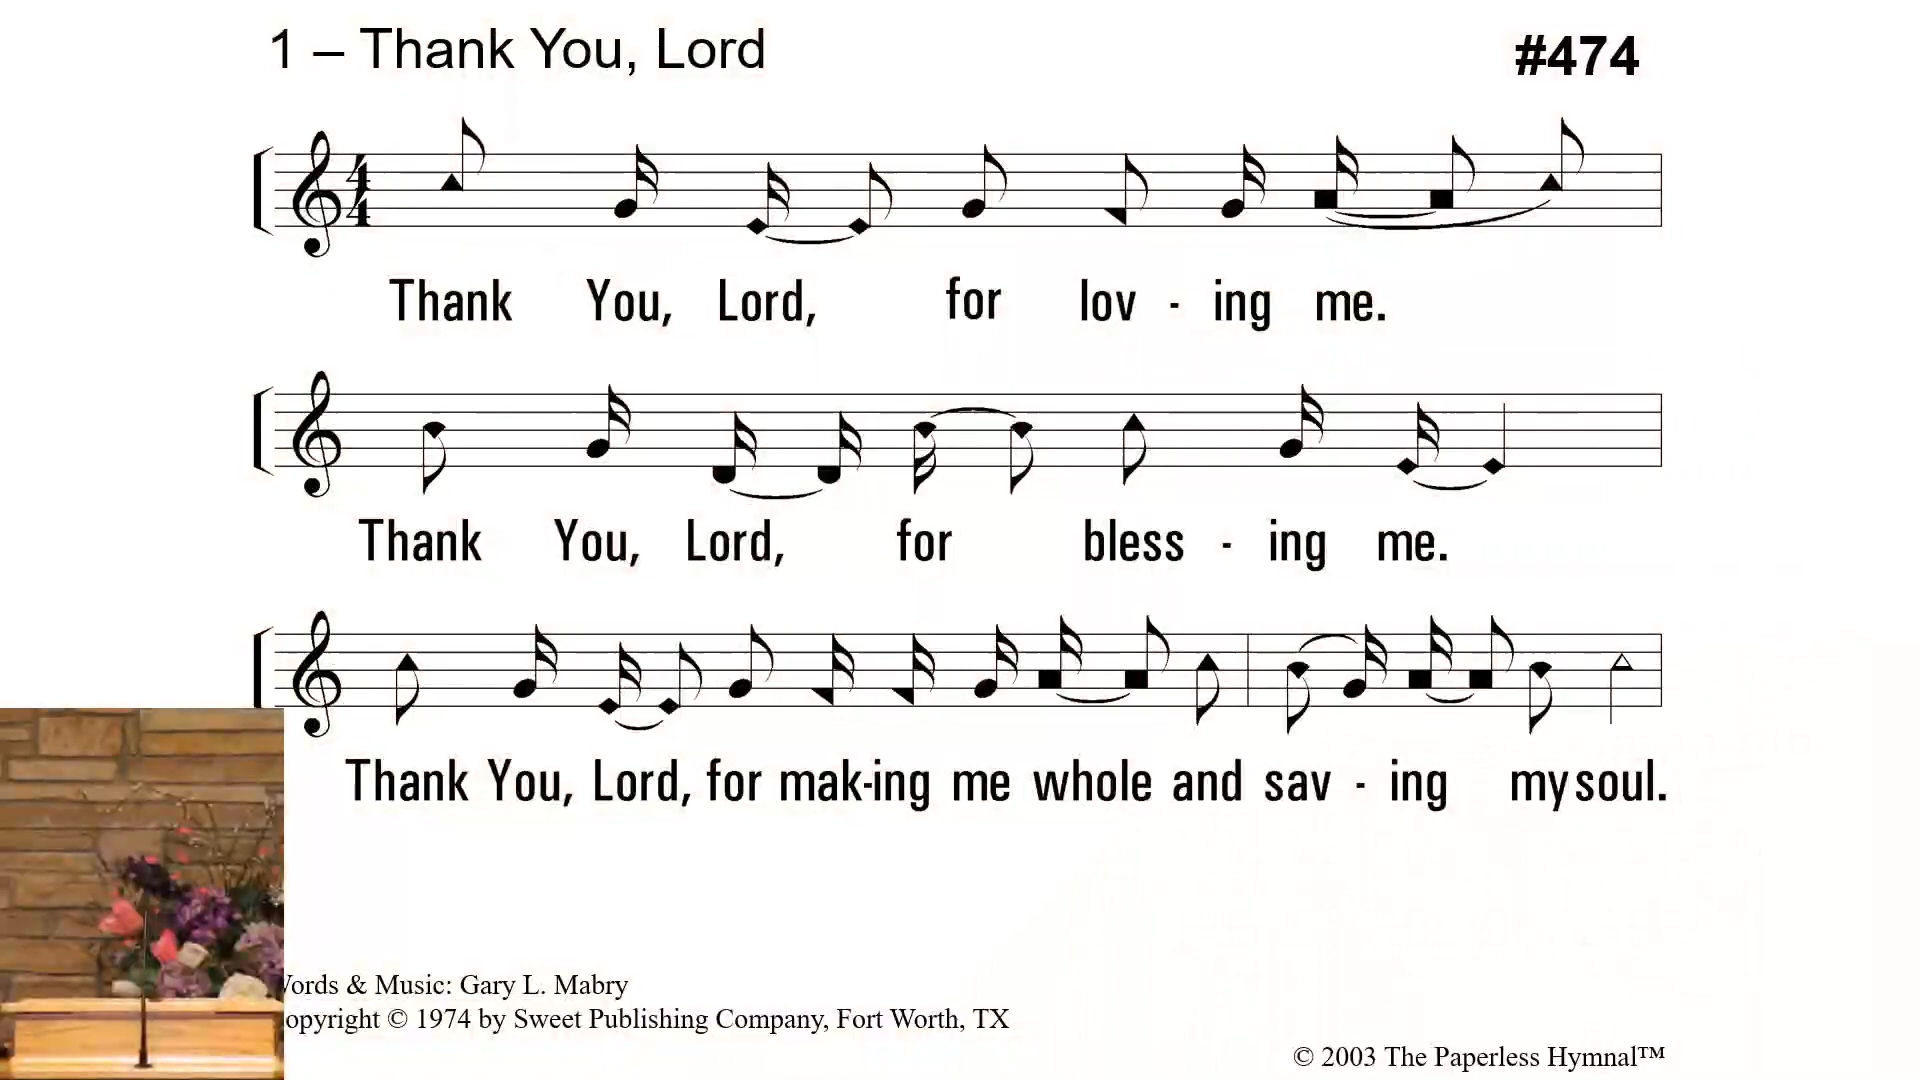 1 – Thank You, Lord
#474
Thank You, Lord, for lov - ing me.
Thank You, Lord, for bless - ing me.
Thank You, Lord, for mak-ing me whole and sav - ing my soul.
Words & Music: Gary L. Mabry
opyright © 1974 by Sweet Publishing Company, Fort Worth, TX
© 2003 The Paperless Hymnal™